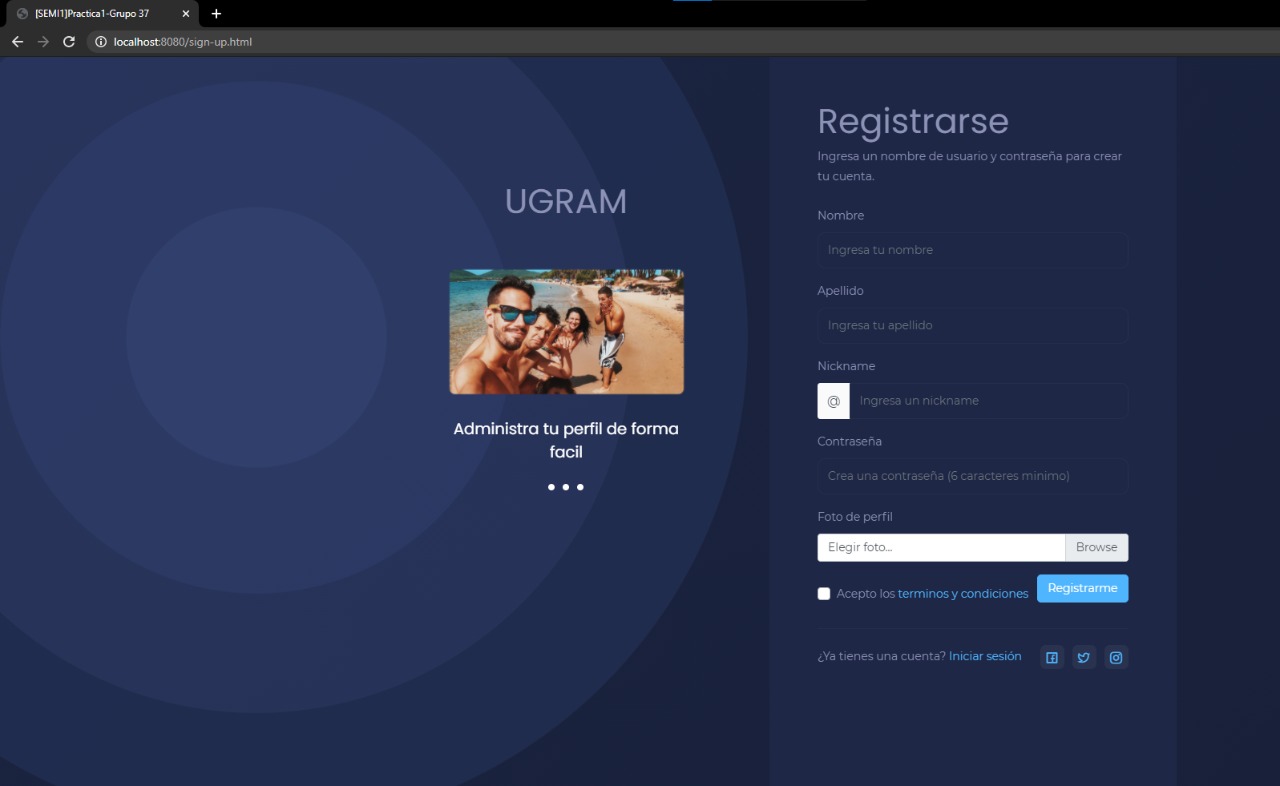 [SEMI1]Practica1-Grupo 37
localhost:8080/sign-up.html
UGRAM
Administra tu perfil de forma
facil
Registrarse
Ingresa un nombre de usuario y contraseña para crear
tu cuenta.
Nombre
Ingresa tu nombre
Apellido
Ingresa tu apellido
Nickname
@ Ingresa un nickname
Contraseña
Crea una contraseña (6 caracteres minimo)
Foto de perfil
Elegir foto... Browse
Acepto los terminos y condiciones Registrarme
¿Ya tienes una cuenta? Iniciar sesión